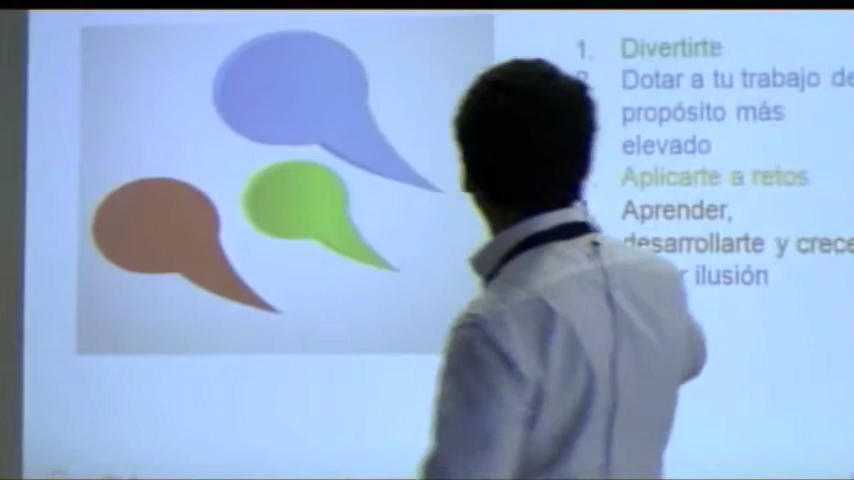 1. Divertirte
Dotar a tu trabajo de
propósito más
elevado
Aplicarte a retos
Aprender,
desarrollarte y crece
ilusión